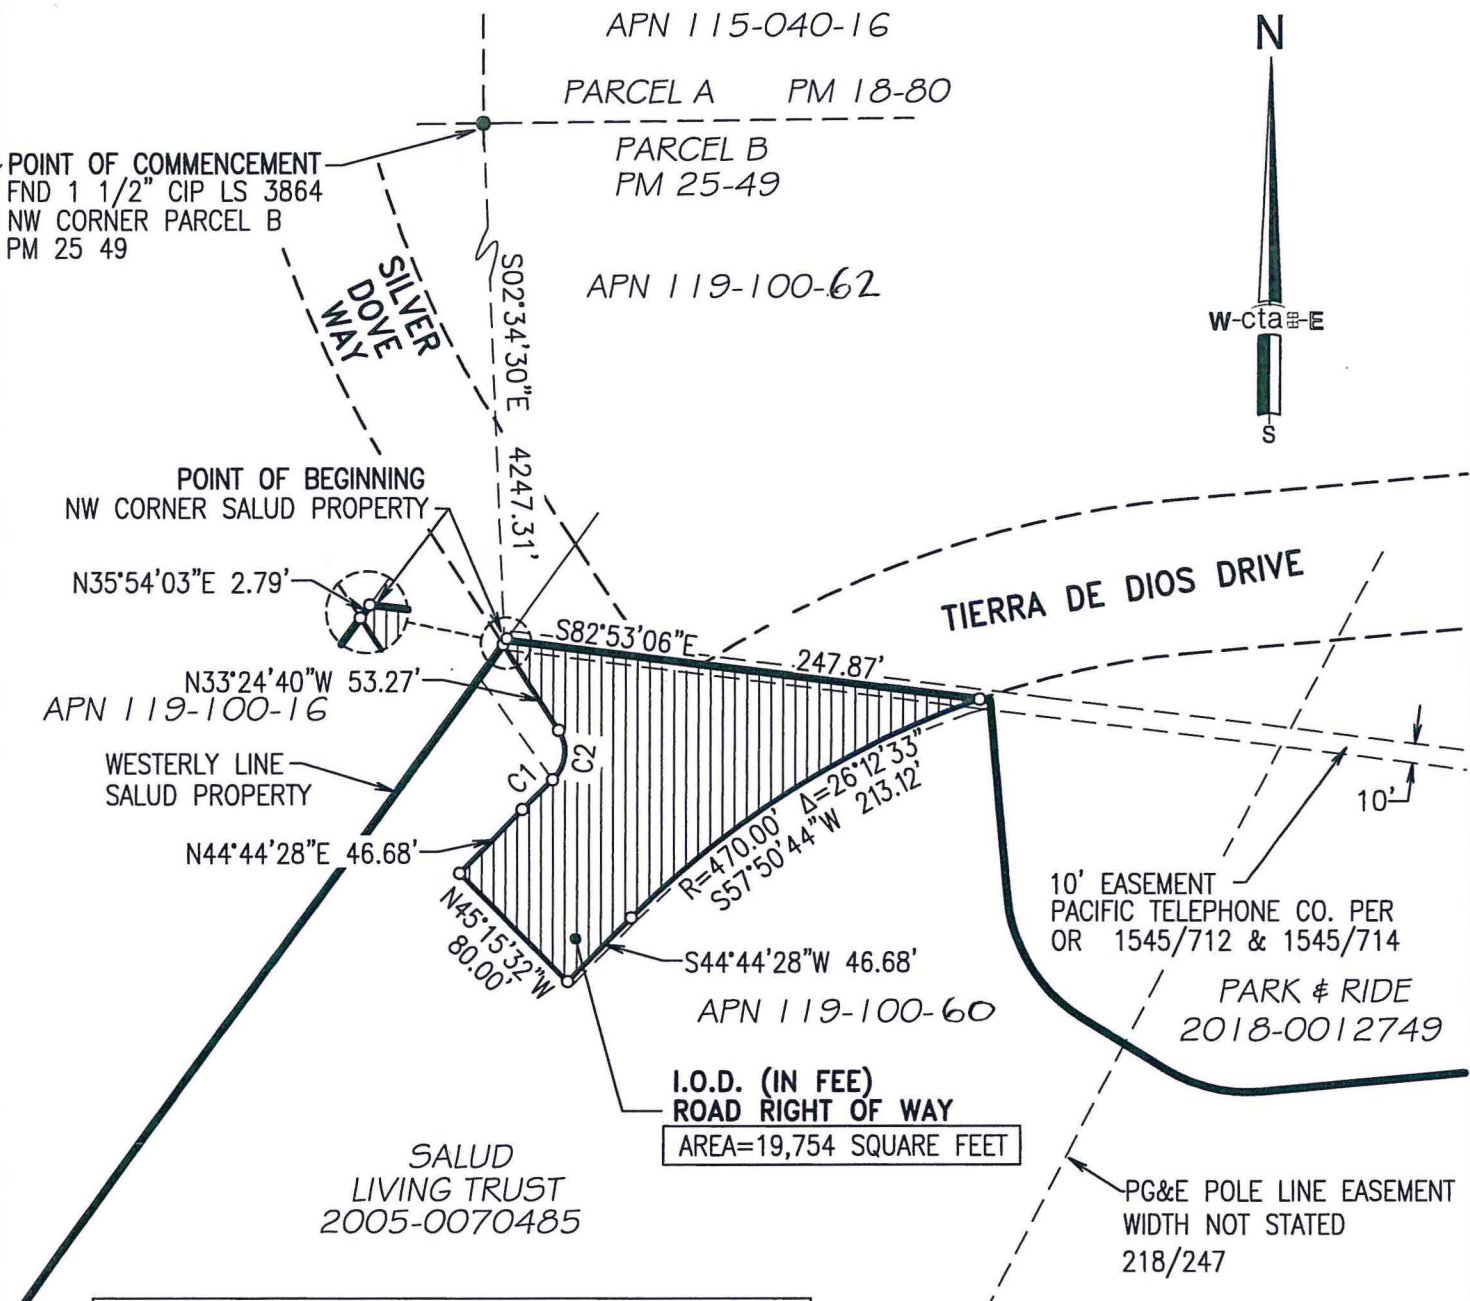 APN 115-040-16
N
PARCEL A PM 18-80
PARCEL B
PM 25-49
POINT OF COMMENCEMENT
FND 1 1/2" CIP LS 3864
NW CORNER PARCEL B
PM 25 49
SILVER
DOVE
WAY
S02°34'30"E 4247.31'
APN 119-100-62
W-cta-E
S
POINT OF BEGINNING
NW CORNER SALUD PROPERTY
N35°54'03"E 2.79'
TIERRA DE DIOS DRIVE
S82°53'06"E
247.87'
N33°24'40"W 53.27'
APN 119-100-16
WESTERLY LINE
SALUD PROPERTY
C1
C2
10'
N44°44'28"E 46.68'
R=470.00' Δ=26°12'33"
S57°50'44"W 213.12'
N45°15'32"W
80.00'
10' EASEMENT
PACIFIC TELEPHONE CO. PER
OR 1545/712 & 1545/714
S44°44'28"W 46.68'
APN 119-100-60
PARK & RIDE
2018-0012749
I.O.D. (IN FEE)
ROAD RIGHT OF WAY
AREA=19,754 SQUARE FEET
SALUD
LIVING TRUST
2005-0070485
PG&E POLE LINE EASEMENT
WIDTH NOT STATED
218/247